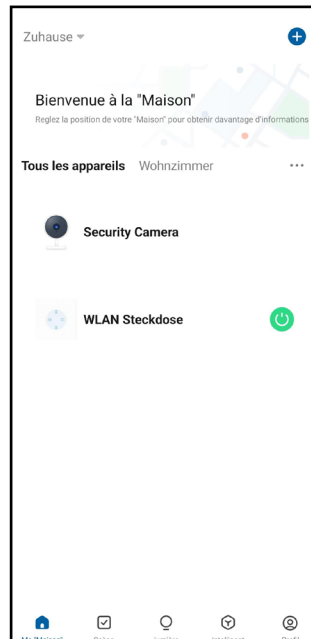 Zuhause
Bienvenue à la "Maison"
Reglez la position de votre "Maison" pour obtenir davantage d'informations
Tous les appareils Wohnzimmer
Security Camera
WLAN Steckdose